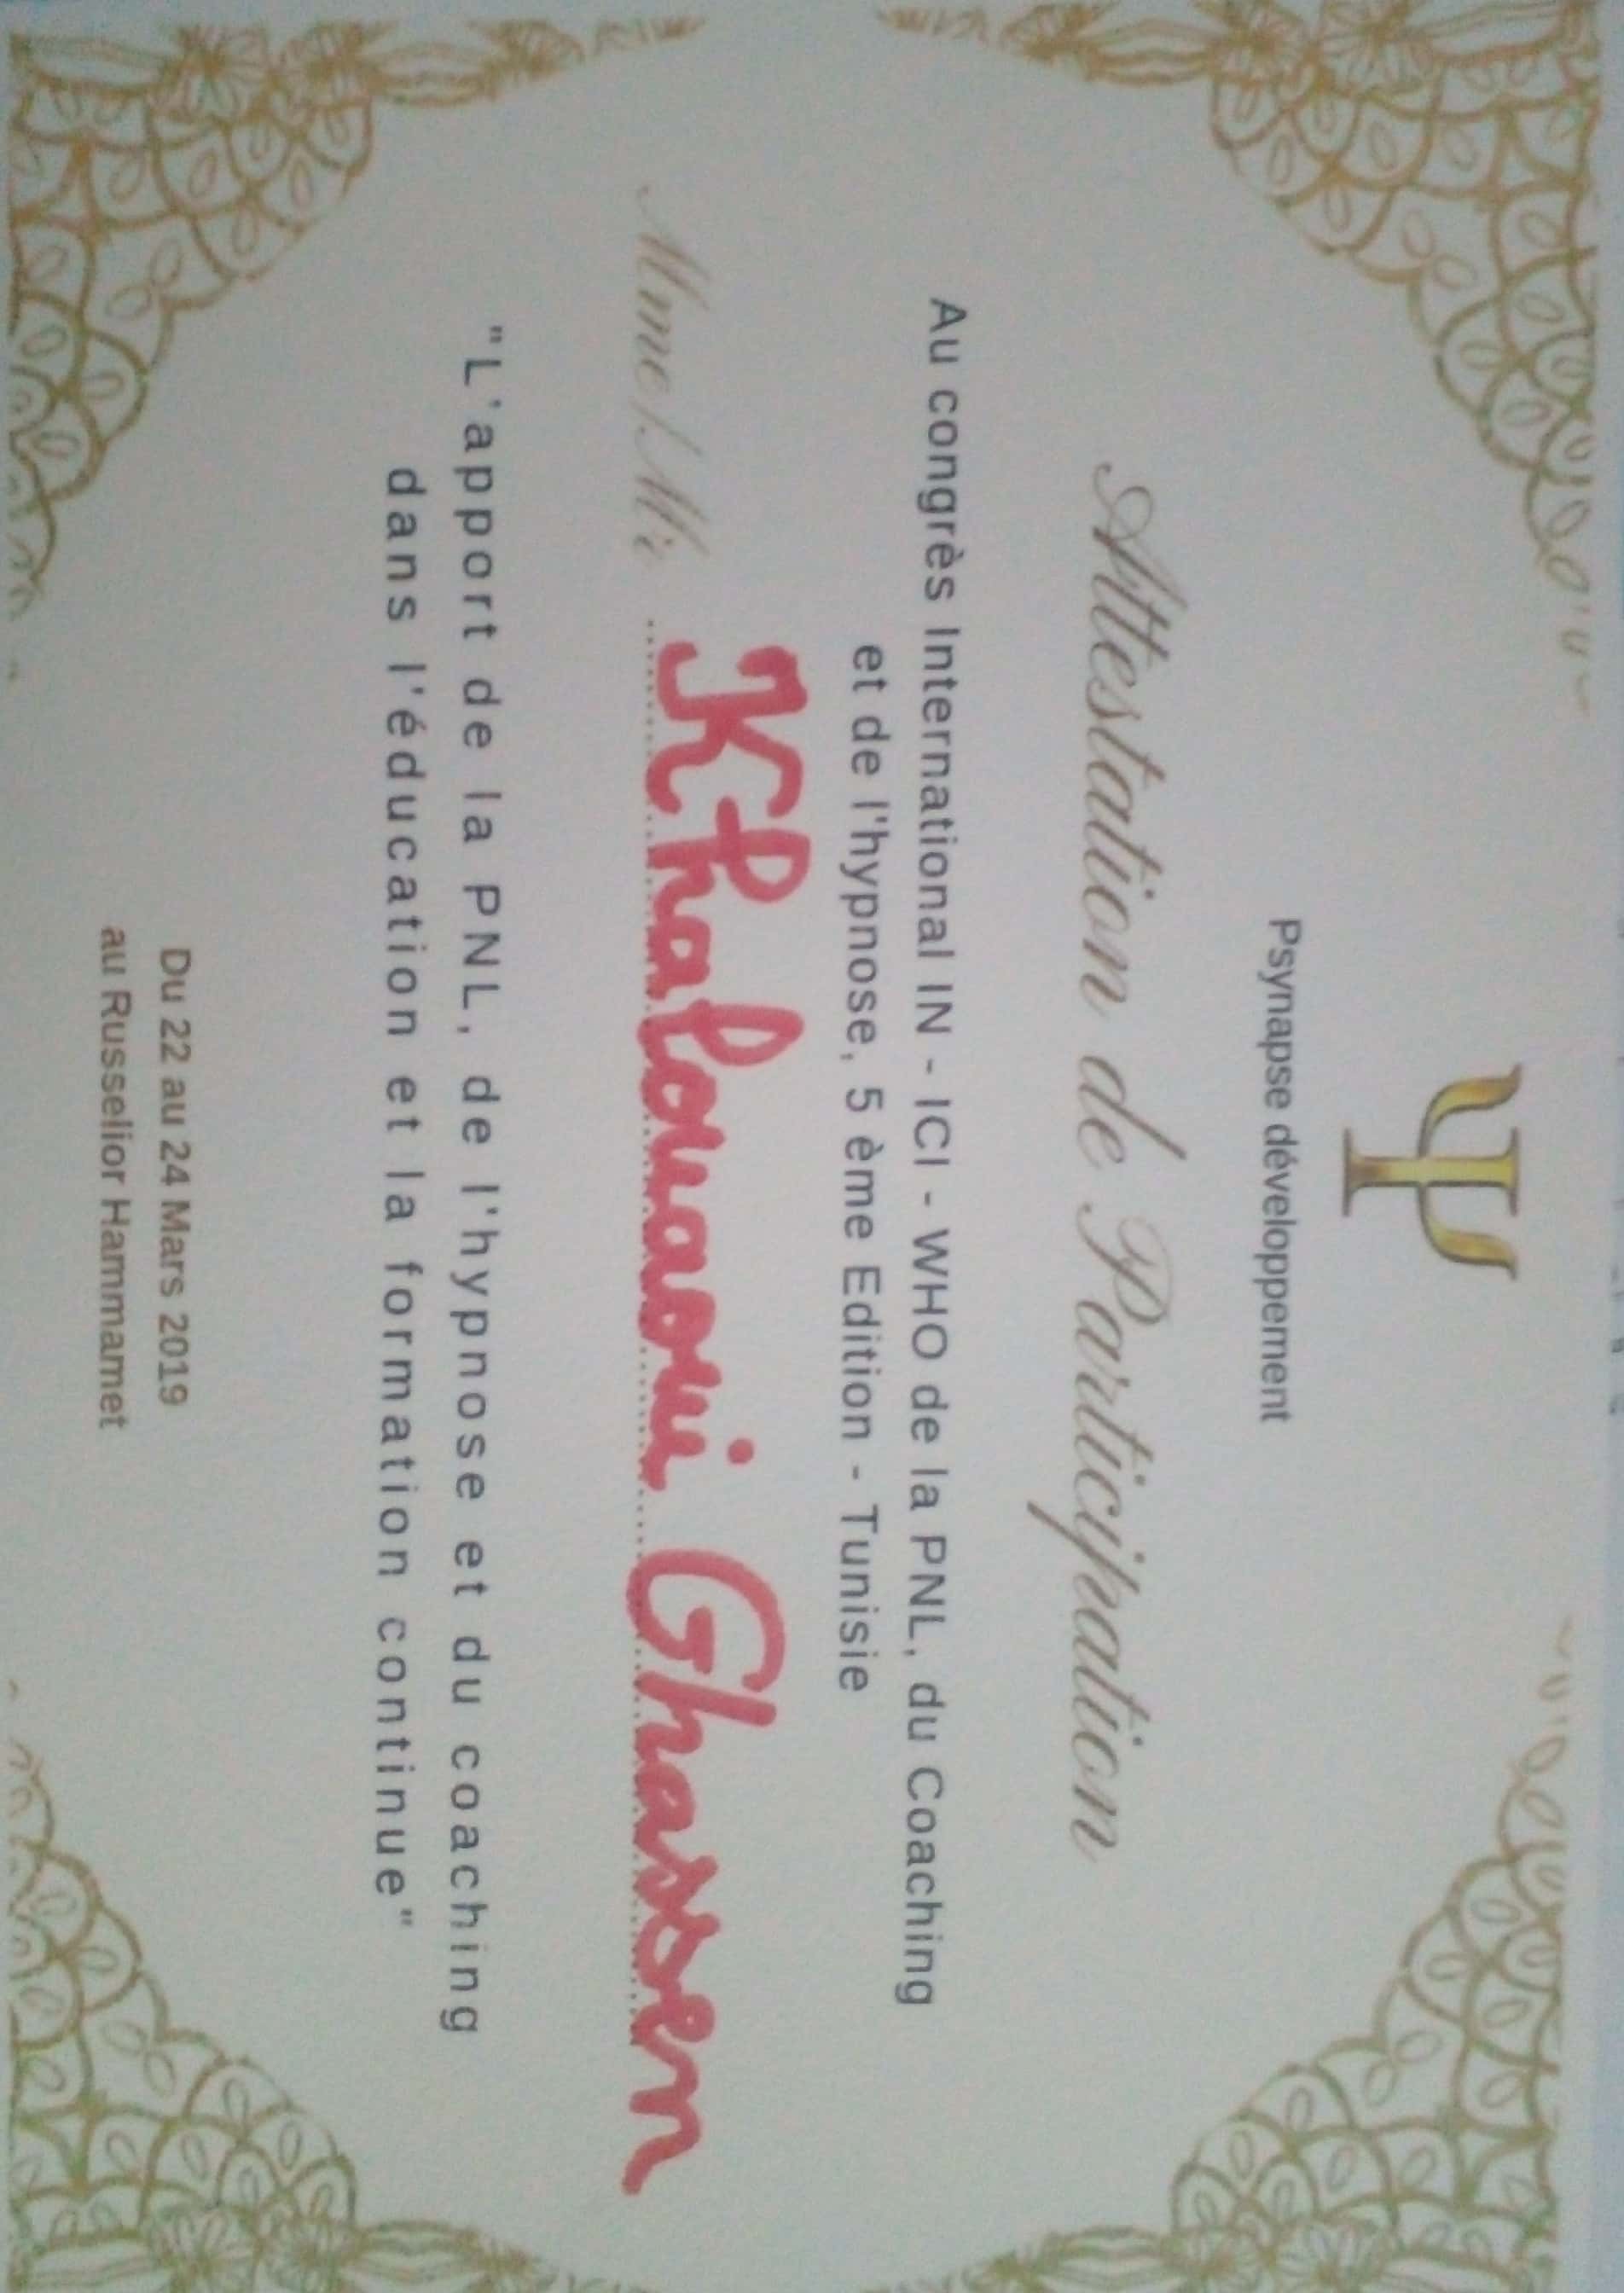 Ψ
Psynapse développement
Attestation de Participation
Au congrès International IN - ICI - WHO de la PNL, du Coaching
et de l'hypnose, 5 ème Edition - Tunisie
Mme/Mr Khalouaoui Ghassen
"L'apport de la PNL, de l'hypnose et du coaching
dans l'éducation et la formation continue"
Du 22 au 24 Mars 2019
au Russelior Hammamet